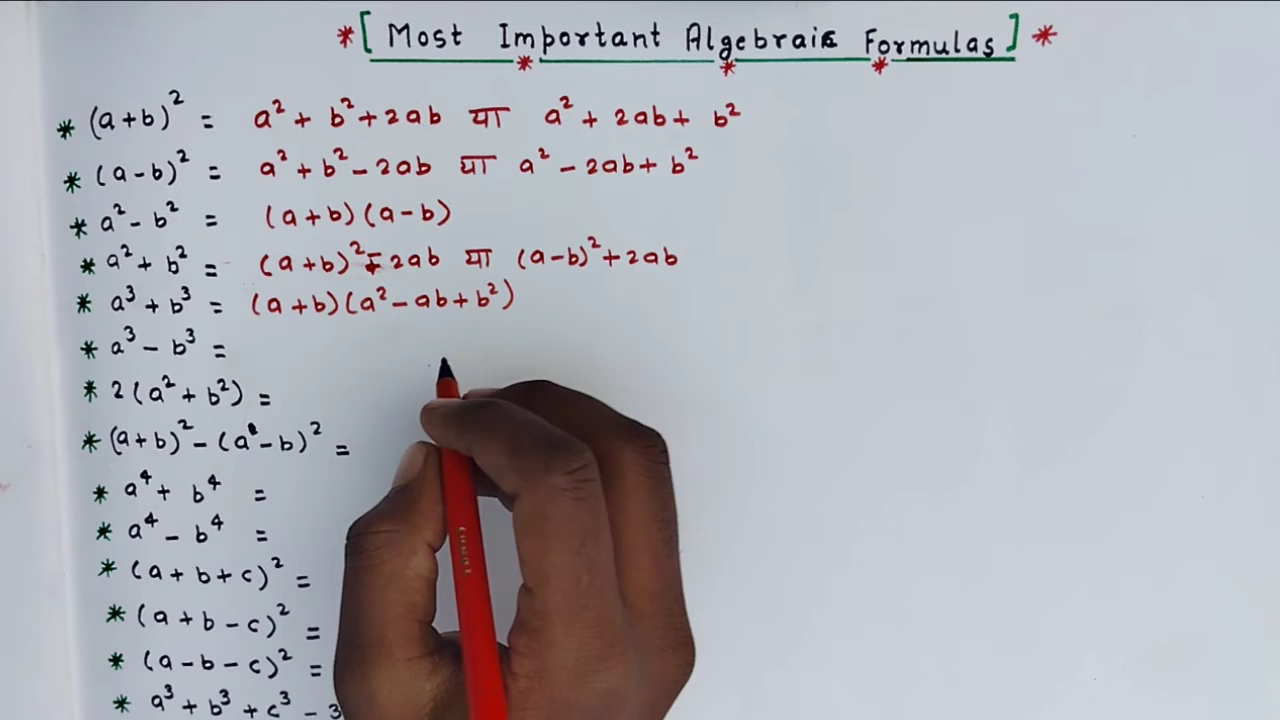 *[Most Important Algebraic Formulas]*
* (a+b)² = a² + b² + 2ab या a² + 2ab + b²
* (a-b)² = a² + b² - 2ab या a² - 2ab + b²
* a² - b² = (a+b)(a-b)
* a² + b² = (a+b)² - 2ab या (a-b)² + 2ab
* a³ + b³ = (a+b)(a² - ab + b²)
* a³ - b³ =
* 2(a² + b²) =
* (a+b)² - (a-b)² =
* a⁴ + b⁴ =
* a⁴ - b⁴ =
* (a+b+c)² =
* (a+b-c)² =
* (a-b-c)² =
* a³ + b³ + c³ - 3